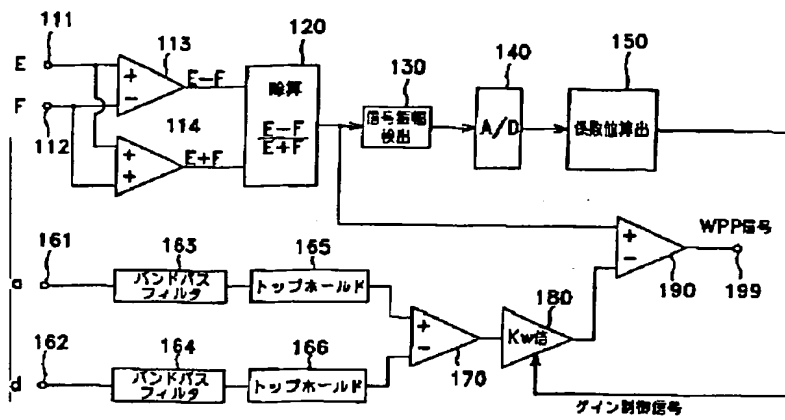 111
E
113
120
F
112
114
+
−
E−F
+
+
E+F
除算
E−F
E+F
130
信号振幅
検出
140
A/D
150
係数値算出
161
a
163
バンドパス
フィルタ
165
トップホールド
162
d
164
バンドパス
フィルタ
166
トップホールド
+
−
170
180
Kw倍
+
−
190
WPP信号
199
ゲイン制御信号